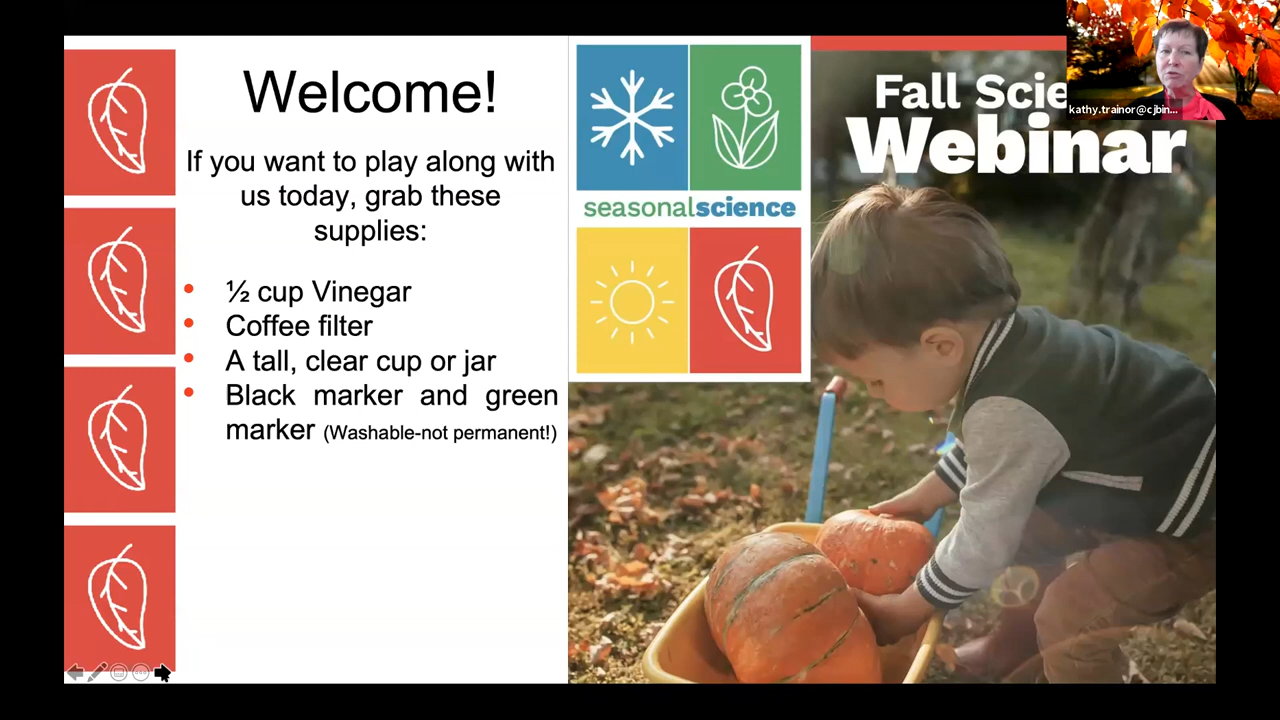 Welcome!
If you want to play along with
us today, grab these
supplies:
• ½ cup Vinegar
• Coffee filter
• A tall, clear cup or jar
• Black marker and green
marker (Washable-not permanent!)
seasonalscience
Fall Scie
Webinar
kathy.trainor@cjbin...